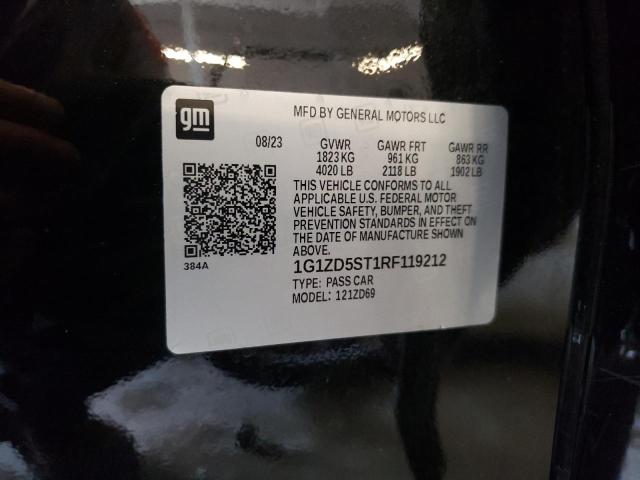 gm
MFD BY GENERAL MOTORS LLC
08/23 GVWR GAWR FRT GAWR RR
1823 KG 961 KG 863 KG
4020 LB 2118 LB 1902 LB
THIS VEHICLE CONFORMS TO ALL
APPLICABLE U.S. FEDERAL MOTOR
VEHICLE SAFETY, BUMPER, AND THEFT
PREVENTION STANDARDS IN EFFECT ON
THE DATE OF MANUFACTURE SHOWN
ABOVE.
384A
1G1ZD5ST1RF119212
TYPE: PASS CAR
MODEL: 121ZD69